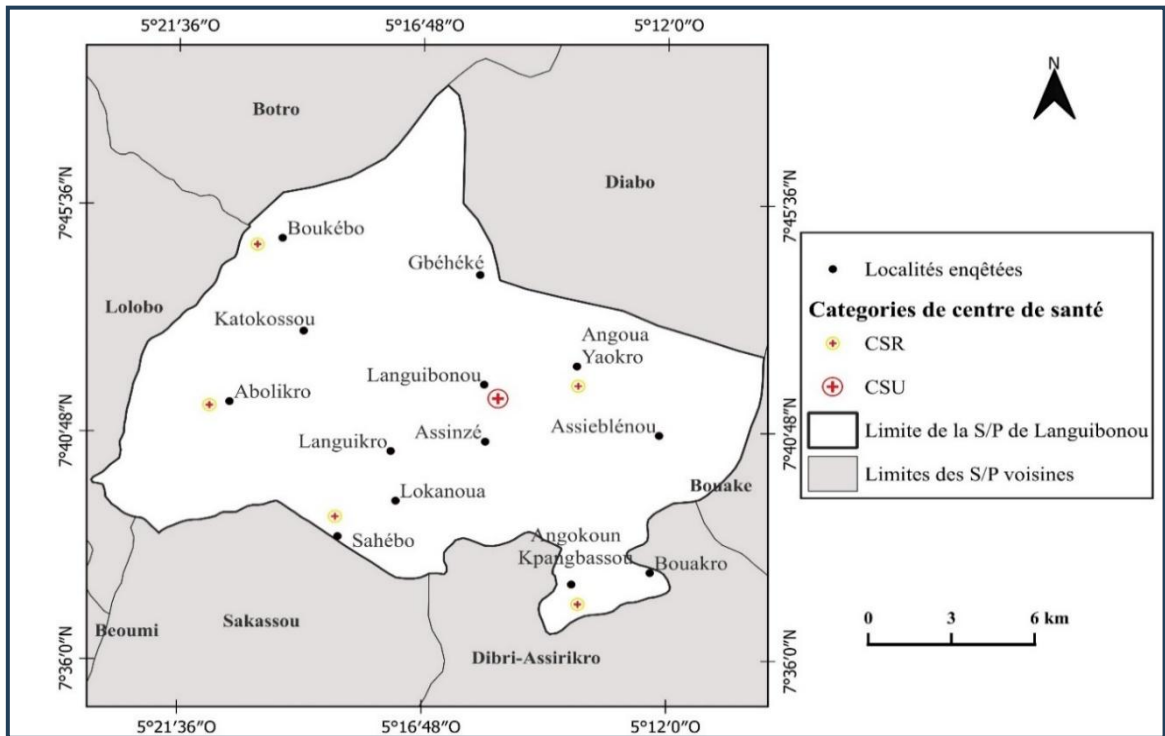 5°21'36"O
5°16'48"O
5°12'0"O
N
Botro
Diabo
7°45'36"N
7°45'36"N
Boukébo
Gbéhéké
Lolobo
Katokossou
Angoua
Yaokro
Languibonou
Abolikro
Assieblénou
Languikro
Assinzé
7°40'48"N
7°40'48"N
Lokanoua
Bouake
Sahébo
Angokoun
Kpangbassou
Bouakro
Beoumi
Sakassou
Dibri-Assirikro
7°36'0"N
7°36'0"N
5°21'36"O
5°16'48"O
5°12'0"O
Localités enqêtées
Categories de centre de santé
CSR
CSU
Limite de la S/P de Languibonou
Limites des S/P voisines
0 3 6 km